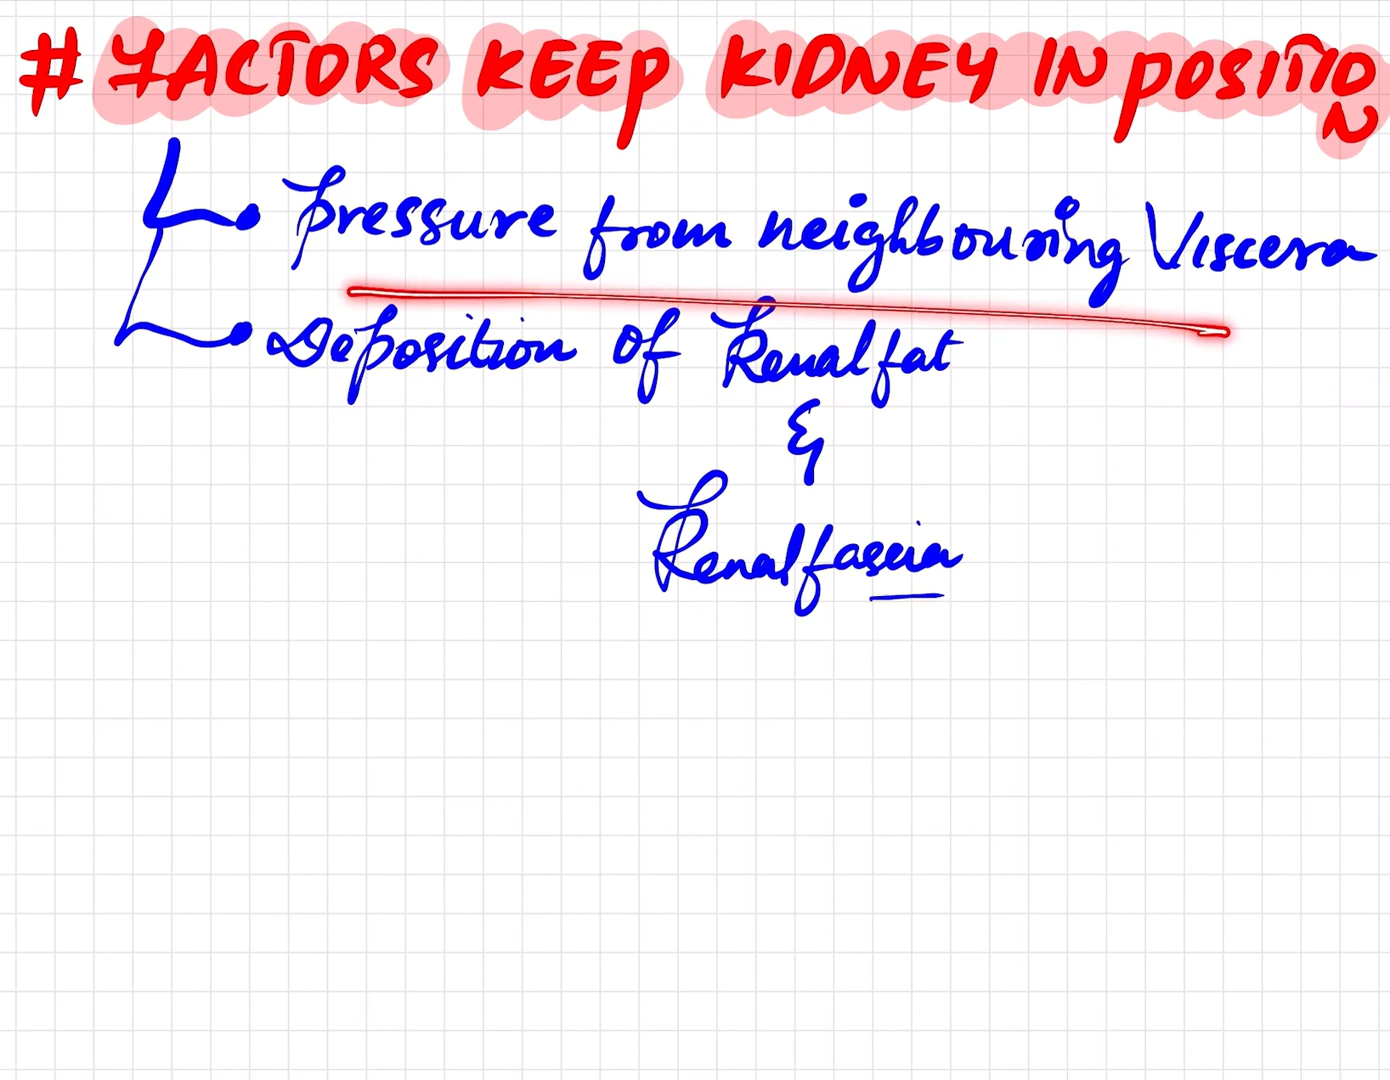 # FACTORS KEEP KIDNEY IN POSITION
Pressure from neighbouring Viscera
Deposition of Renal fat
&
Renal fascia